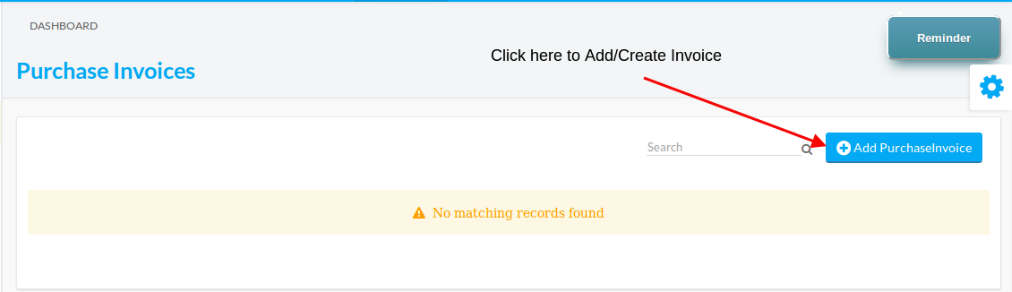 DASHBOARD
Reminder
Click here to Add/Create Invoice
Purchase Invoices
Search
Add PurchaseInvoice
No matching records found